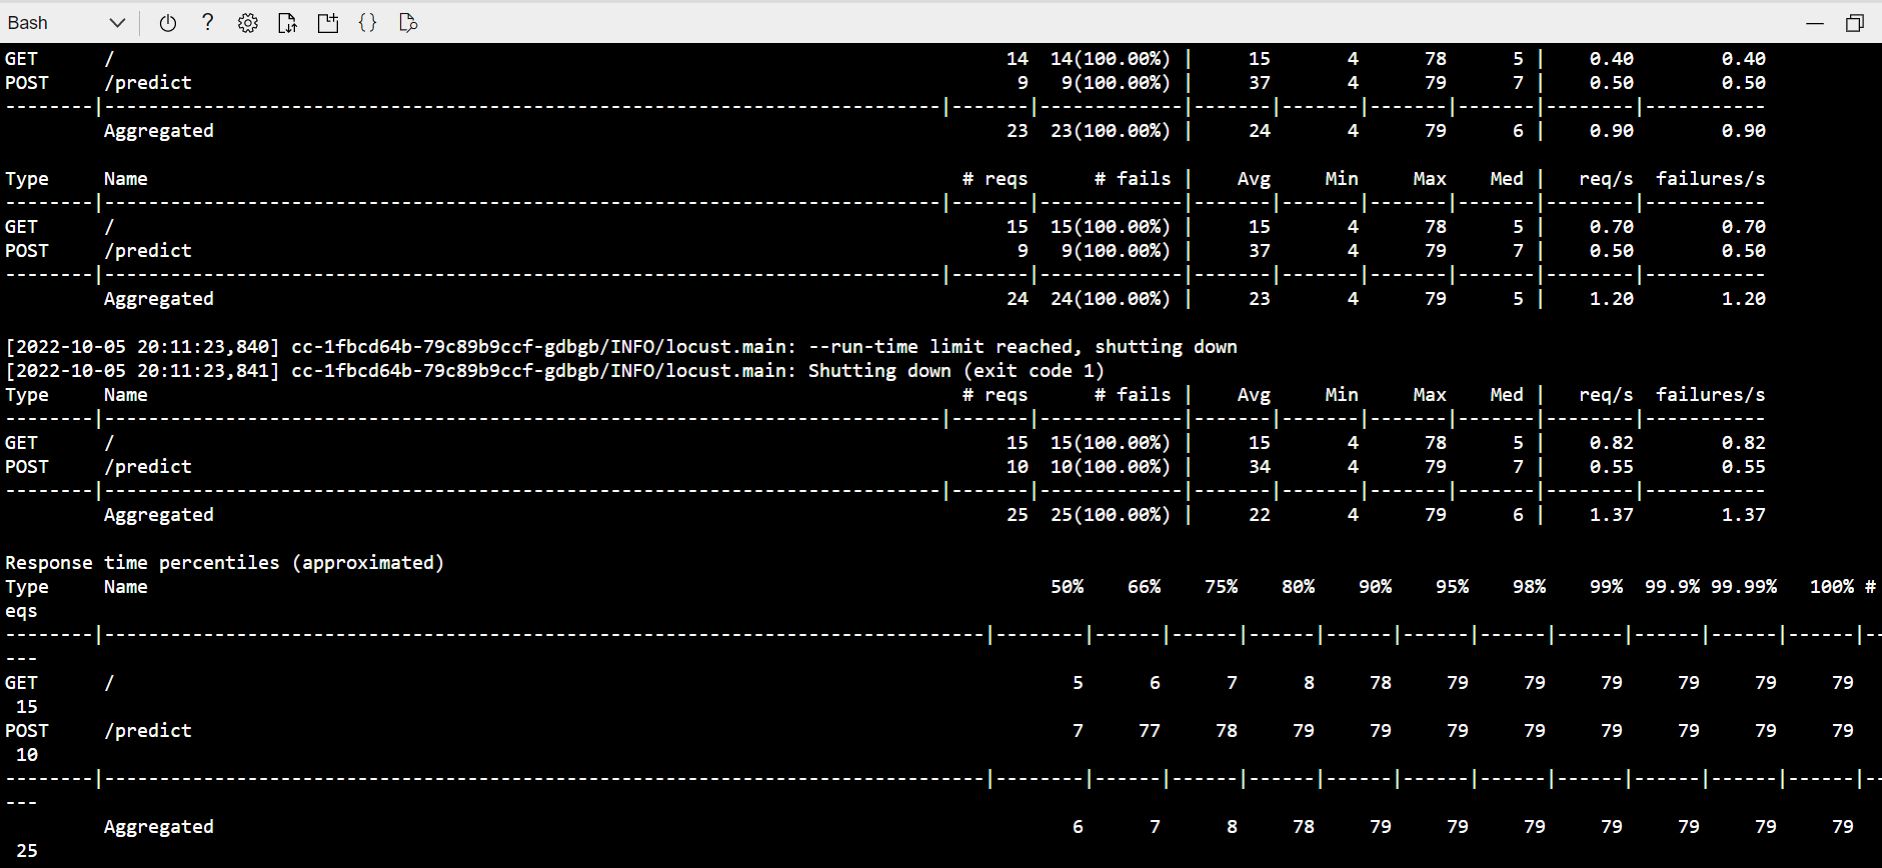 Bash
GET / 14 14(100.00%) | 15 4 78 5 | 0.40 0.40
POST /predict 9 9(100.00%) | 37 4 79 7 | 0.50 0.50
--------|----------------------------------------------------------------------------|-------|-------------|-------|-------|-------|-------|--------|-----------
Aggregated 23 23(100.00%) | 24 4 79 6 | 0.90 0.90
Type Name # reqs # fails | Avg Min Max Med | req/s failures/s
--------|----------------------------------------------------------------------------|-------|-------------|-------|-------|-------|-------|--------|-----------
GET / 15 15(100.00%) | 15 4 78 5 | 0.70 0.70
POST /predict 9 9(100.00%) | 37 4 79 7 | 0.50 0.50
--------|----------------------------------------------------------------------------|-------|-------------|-------|-------|-------|-------|--------|-----------
Aggregated 24 24(100.00%) | 23 4 79 5 | 1.20 1.20
[2022-10-05 20:11:23,840] cc-1fbcd64b-79c89b9ccf-gdbgb/INFO/locust.main: --run-time limit reached, shutting down
[2022-10-05 20:11:23,841] cc-1fbcd64b-79c89b9ccf-gdbgb/INFO/locust.main: Shutting down (exit code 1)
Type Name # reqs # fails | Avg Min Max Med | req/s failures/s
--------|----------------------------------------------------------------------------|-------|-------------|-------|-------|-------|-------|--------|-----------
GET / 15 15(100.00%) | 15 4 78 5 | 0.82 0.82
POST /predict 10 10(100.00%) | 34 4 79 7 | 0.55 0.55
--------|----------------------------------------------------------------------------|-------|-------------|-------|-------|-------|-------|--------|-----------
Aggregated 25 25(100.00%) | 22 4 79 6 | 1.37 1.37
Response time percentiles (approximated)
Type Name 50% 66% 75% 80% 90% 95% 98% 99% 99.9% 99.99% 100% #
eqs
--------|--------------------------------------------------------------------------------|--------|------|------|------|------|------|------|------|------|------|------|--
---
GET / 5 6 7 8 78 79 79 79 79 79 79
15
POST /predict 7 77 78 79 79 79 79 79 79 79 79
10
--------|--------------------------------------------------------------------------------|--------|------|------|------|------|------|------|------|------|------|------|--
---
Aggregated 6 7 8 78 79 79 79 79 79 79 79
25